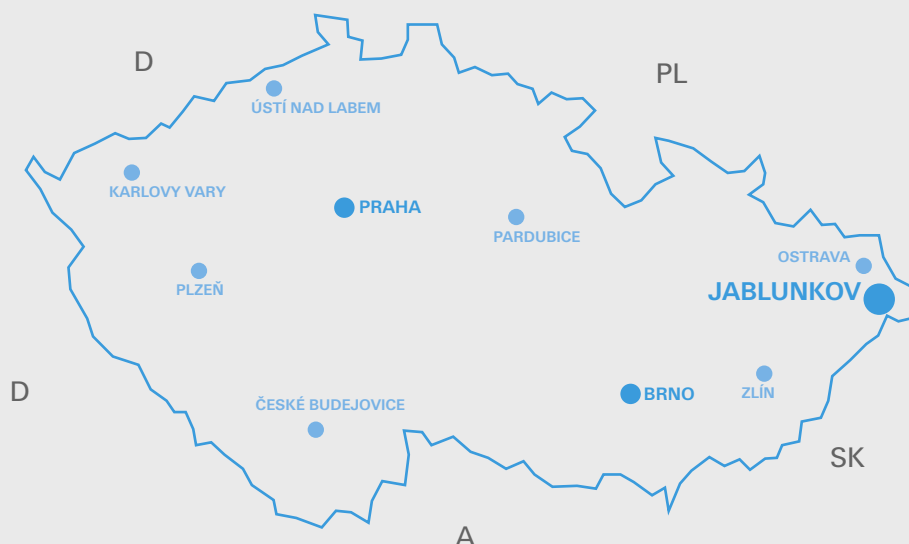 D
PL
ÚSTÍ NAD LABEM
KARLOVY VARY
PRAHA
PARDUBICE
OSTRAVA
PLZEŇ
JABLUNKOV
D
ČESKÉ BUDEJOVICE
BRNO
ZLÍN
SK
A